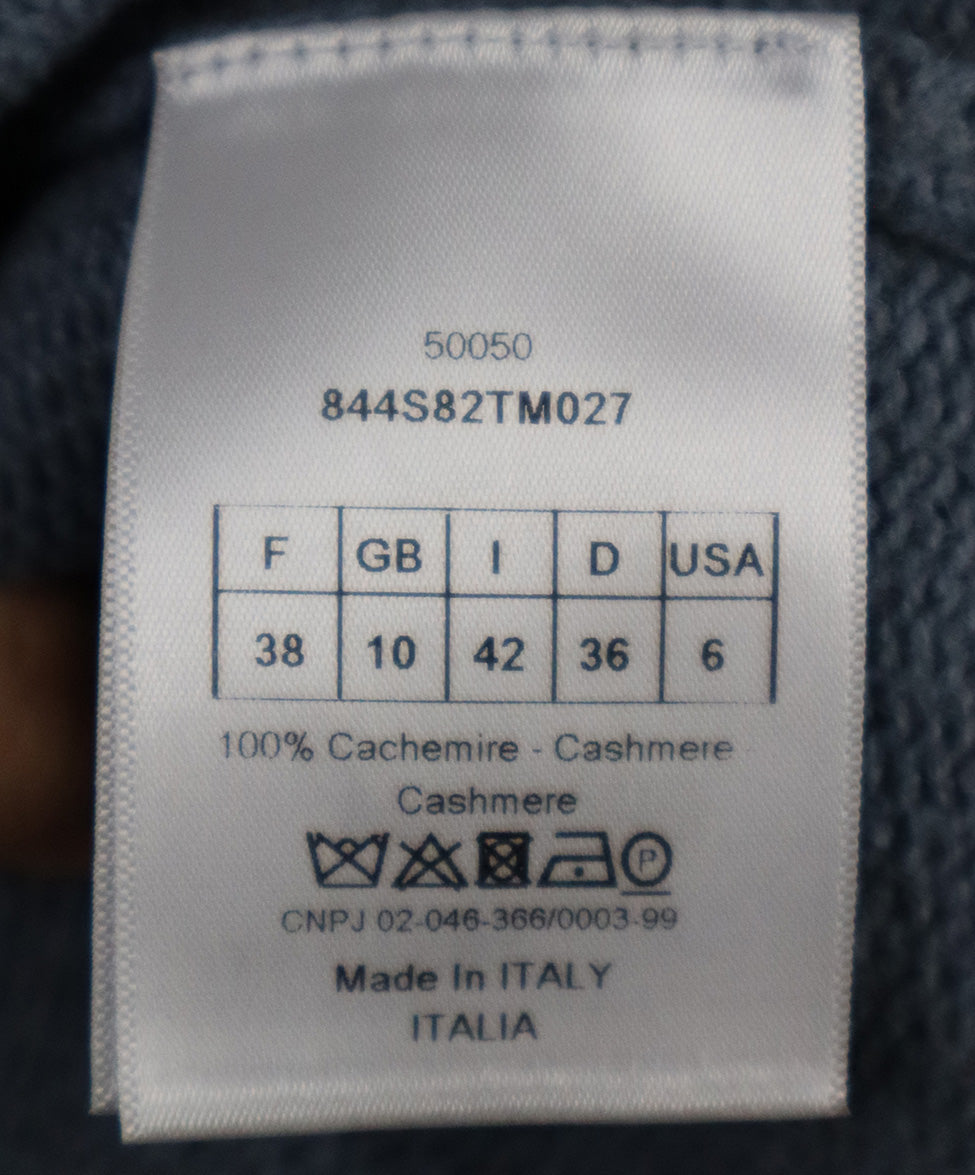 50050
844S82TM027
F GB I D USA
38 10 42 36 6
100% Cachemire - Cashmere
Cashmere
P
CNPJ 02-046-366/0003-99
Made In ITALY
ITALIA